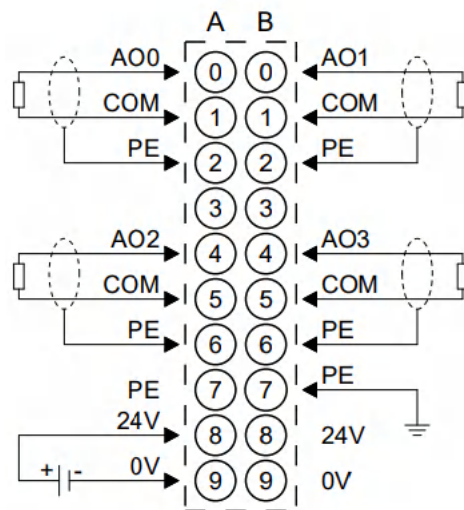 A B
AO0 0 0 AO1
COM 1 1 COM
PE 2 2 PE
3 3
AO2 4 4 AO3
COM 5 5 COM
PE 6 6 PE
PE 7 7 PE
24V 8 8 24V
+ - 0V 9 9 0V